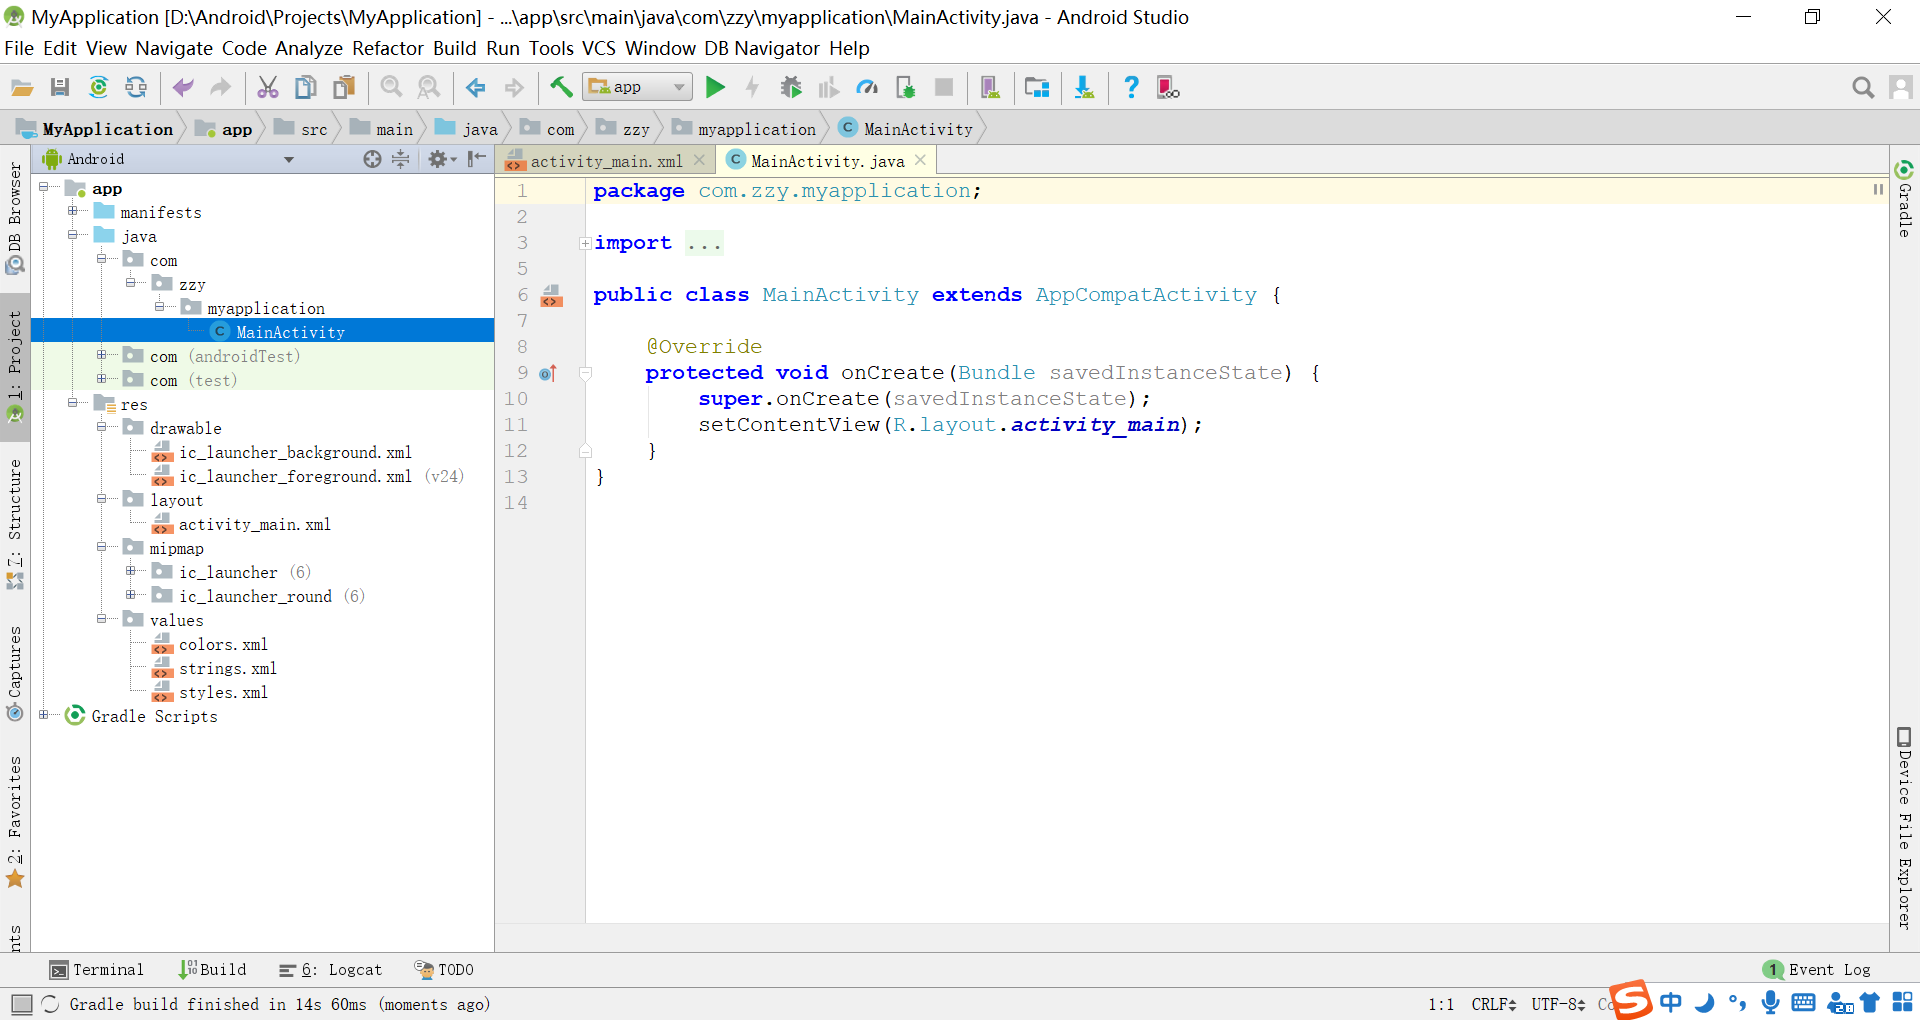 MyApplication [D:\Android\Projects\MyApplication] - ...\app\src\main\java\com\zzy\myapplication\MainActivity.java - Android Studio
File Edit View Navigate Code Analyze Refactor Build Run Tools VCS Window DB Navigator Help
app
MyApplication app src main java com zzy myapplication MainActivity
Android
activity_main.xml MainActivity.java
app
manifests
java
com
zzy
myapplication
MainActivity
com (androidTest)
com (test)
res
drawable
ic_launcher_background.xml
ic_launcher_foreground.xml (v24)
layout
activity_main.xml
mipmap
ic_launcher (6)
ic_launcher_round (6)
values
colors.xml
strings.xml
styles.xml
Gradle Scripts
DB Browser
1: Project
7: Structure
Captures
2: Favorites
nts
1 package com.zzy.myapplication;
2
3 import ...
5
6 public class MainActivity extends AppCompatActivity {
7
8 @Override
9 protected void onCreate(Bundle savedInstanceState) {
10 super.onCreate(savedInstanceState);
11 setContentView(R.layout.activity_main);
12 }
13 }
14
Gradle
Device File Explorer
Terminal Build 6: Logcat TODO 1 Event Log
Gradle build finished in 14s 60ms (moments ago) 1:1 CRLF UTF-8 中